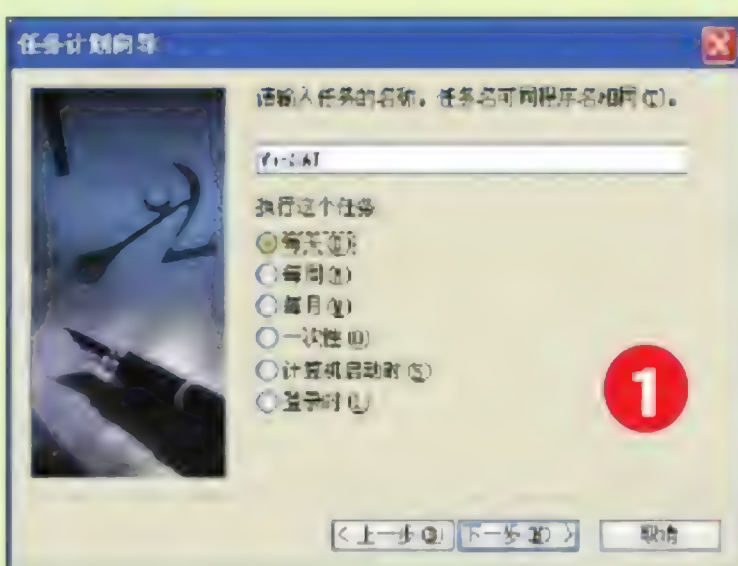 任务计划向导
请输入任务的名称。任务名可同程序名相同(T)。
执行这个任务
每天(D)
每周(W)
每月(M)
一次性(O)
计算机启动时(S)
登录时(L)
1
<上一步(B) 下一步(N)> 取消